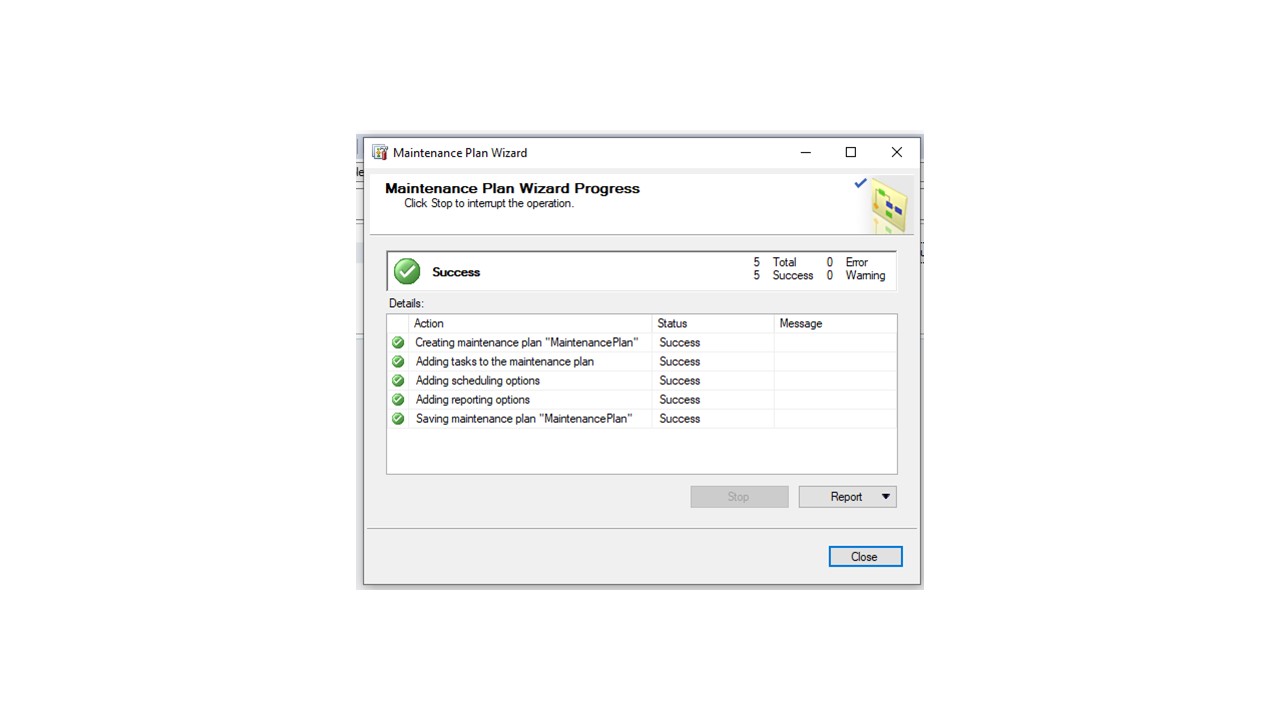 Maintenance Plan Wizard
Maintenance Plan Wizard Progress
Click Stop to interrupt the operation.
Success
5 Total 0 Error
5 Success 0 Warning
Details:
Action Status Message
Creating maintenance plan "MaintenancePlan" Success
Adding tasks to the maintenance plan Success
Adding scheduling options Success
Adding reporting options Success
Saving maintenance plan "MaintenancePlan" Success
Stop Report
Close